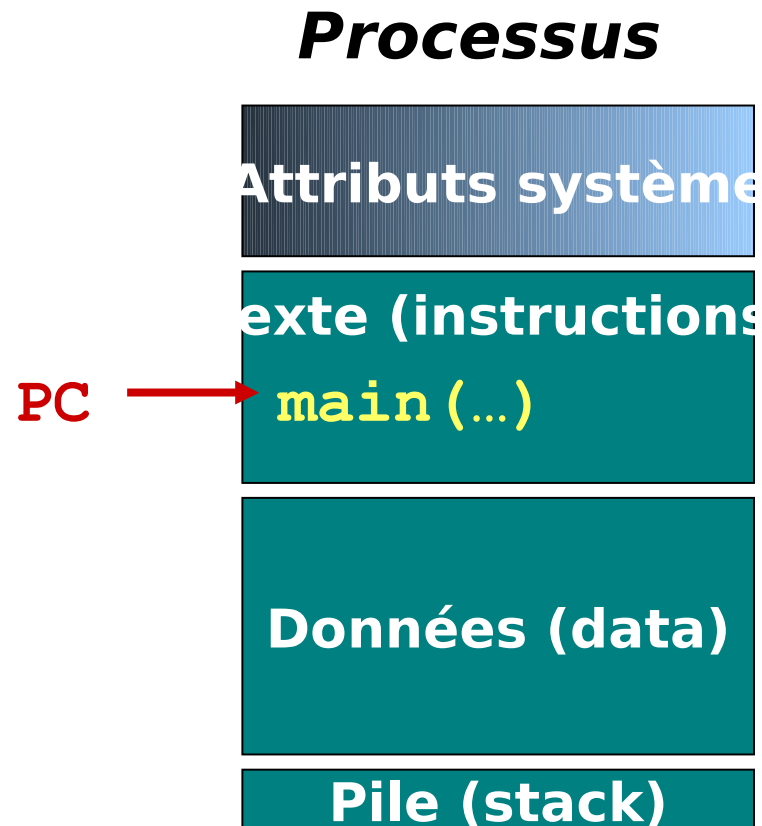 Processus
Attributs système
exte (instructions
PC
main(…)
Données (data)
Pile (stack)